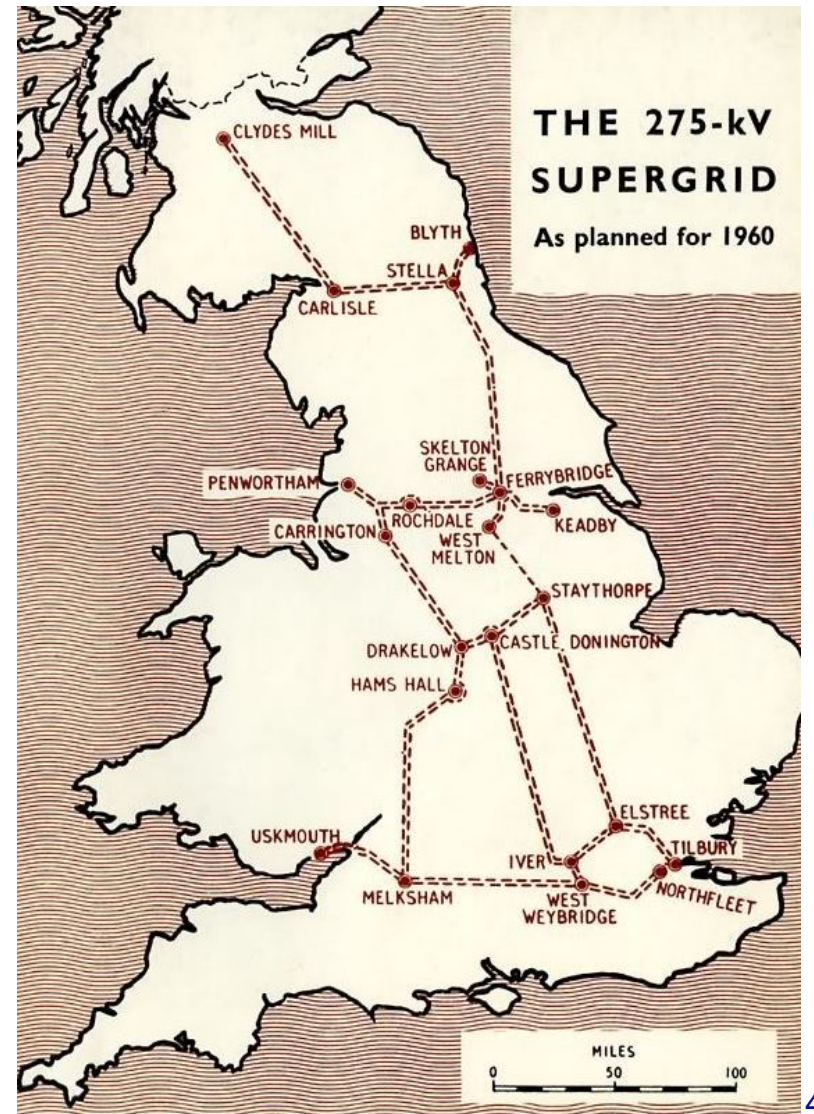 THE 275-kV
SUPERGRID
As planned for 1960
CLYDES MILL
BLYTH
STELLA
CARLISLE
SKELTON
GRANGE
FERRYBRIDGE
PENWORTHAM
ROCHDALE
KEADBY
CARRINGTON
WEST
MELTON
STAYTHORPE
DRAKELOW
CASTLE DONINGTON
HAMS HALL
ELSTREE
USKMOUTH
IVER
TILBURY
MELKSHAM
WEST
WEYBRIDGE
NORTHFLEET
MILES
0 50 100
4